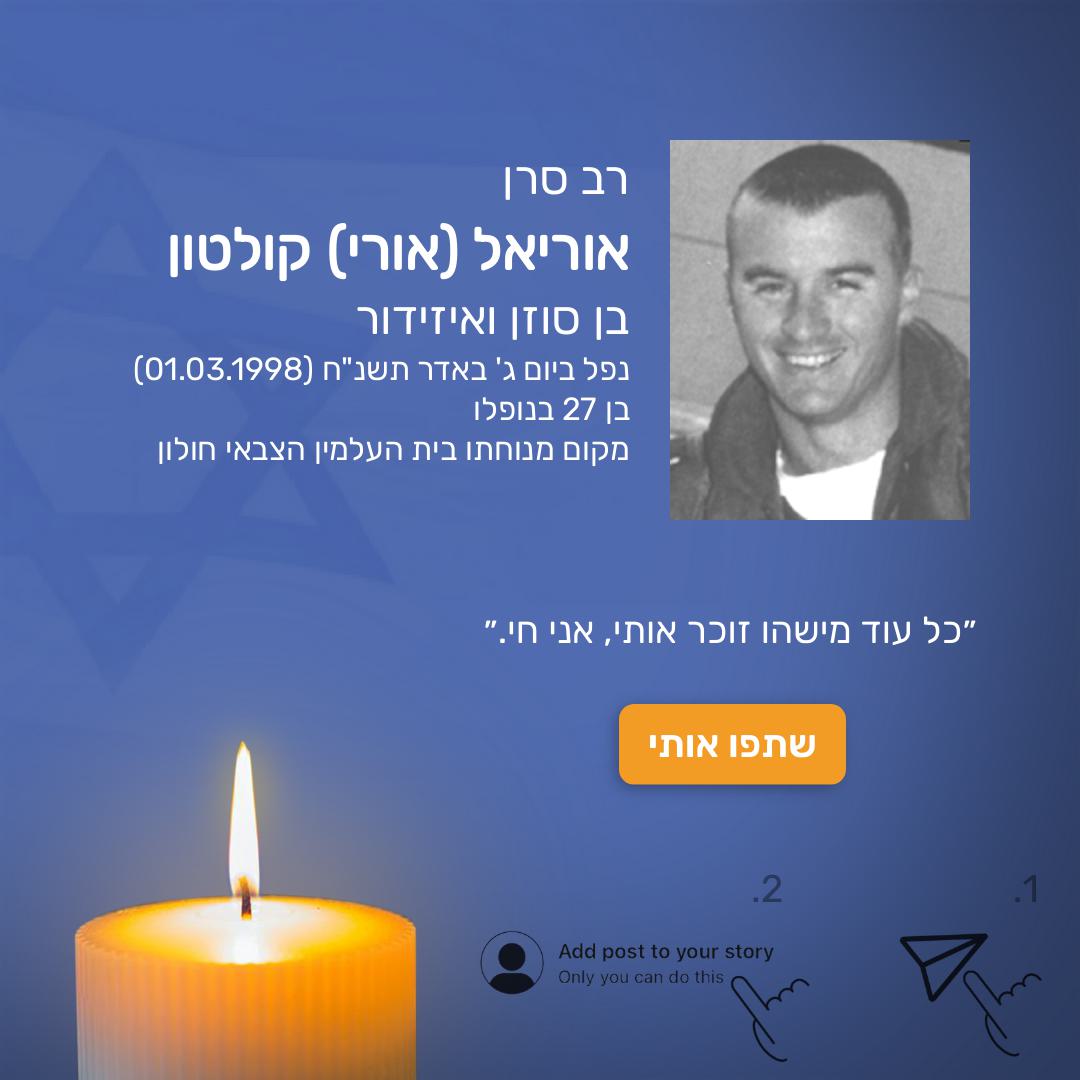 רב סרן
אוריאל (אורי) קולטון
בן סוזן ואיזידור
נפל ביום ג' באדר תשנ"ח (01.03.1998)
בן 27 בנופלו
מקום מנוחתו בית העלמין הצבאי חולון
״כל עוד מישהו זוכר אותי, אני חי.״
שתפו אותי
1.
2.
Add post to your story
Only you can do this